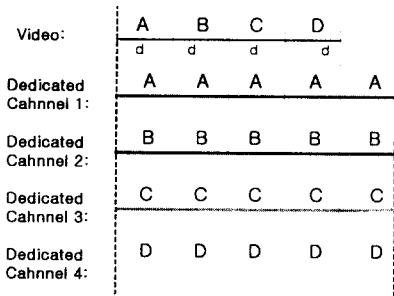 Video: A B C D
d d d d
Dedicated A A A A A
Cahnnel 1:
Dedicated B B B B B
Cahnnel 2:
Dedicated C C C C C
Cahnnel 3:
Dedicated D D D D D
Cahnnel 4: